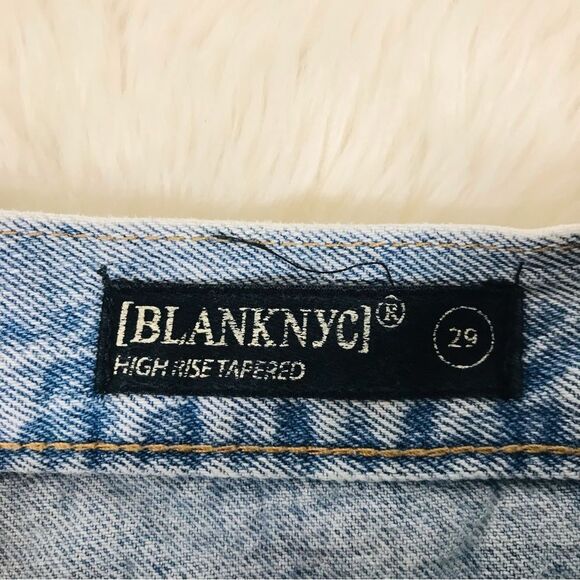 [BLANKNYC]®
29
HIGH RISE TAPERED